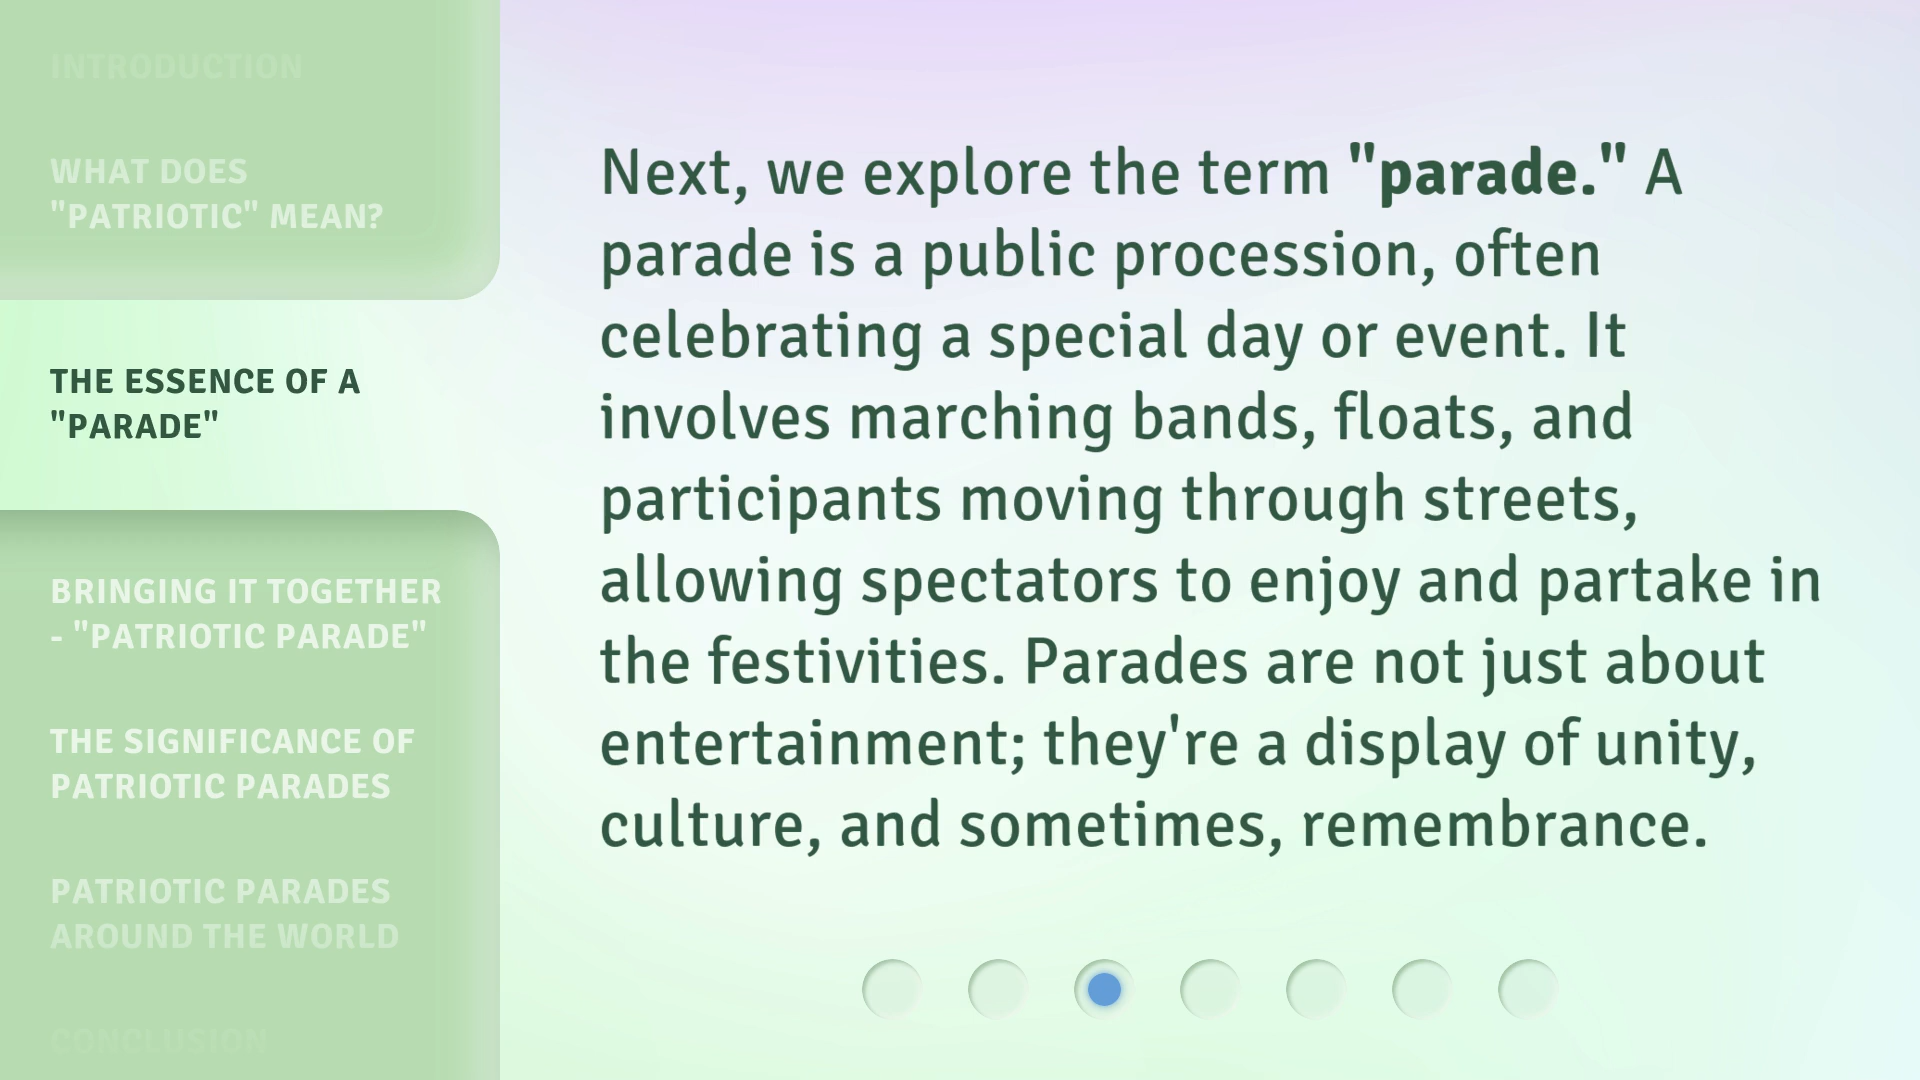 INTRODUCTION
WHAT DOES
"PATRIOTIC" MEAN?
THE ESSENCE OF A
"PARADE"
BRINGING IT TOGETHER
- "PATRIOTIC PARADE"
THE SIGNIFICANCE OF
PATRIOTIC PARADES
PATRIOTIC PARADES
AROUND THE WORLD
CONCLUSION
Next, we explore the term "parade." A
parade is a public procession, often
celebrating a special day or event. It
involves marching bands, floats, and
participants moving through streets,
allowing spectators to enjoy and partake in
the festivities. Parades are not just about
entertainment; they're a display of unity,
culture, and sometimes, remembrance.